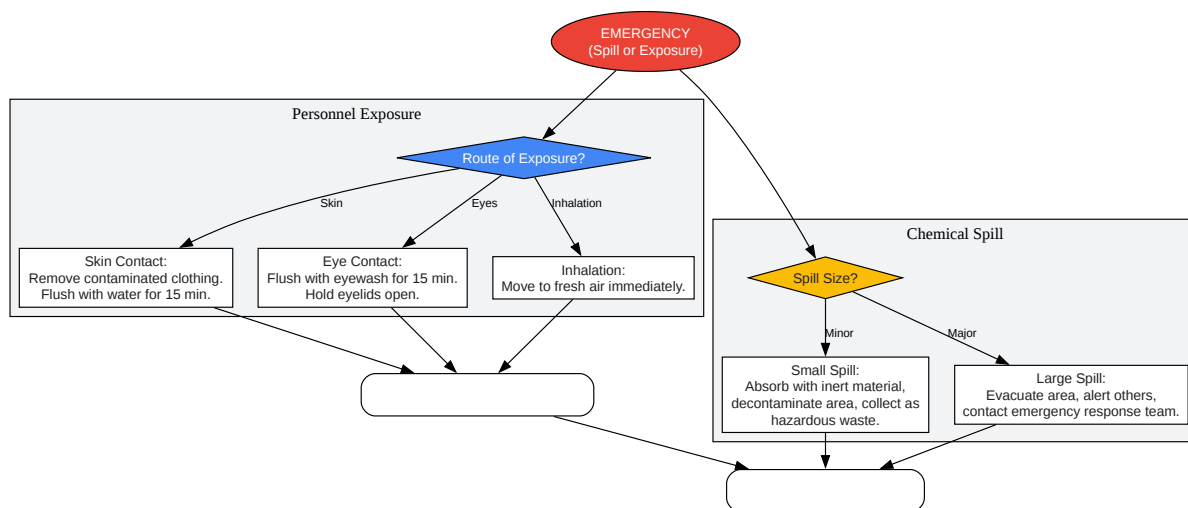 EMERGENCY
(Spill or Exposure)
Personnel Exposure
Route of Exposure?
Skin
Eyes
Inhalation
Skin Contact:
Remove contaminated clothing.
Flush with water for 15 min.
Eye Contact:
Flush with eyewash for 15 min.
Hold eyelids open.
Inhalation:
Move to fresh air immediately.
Chemical Spill
Spill Size?
Minor
Major
Small Spill:
Absorb with inert material,
decontaminate area, collect as
hazardous waste.
Large Spill:
Evacuate area, alert others,
contact emergency response team.